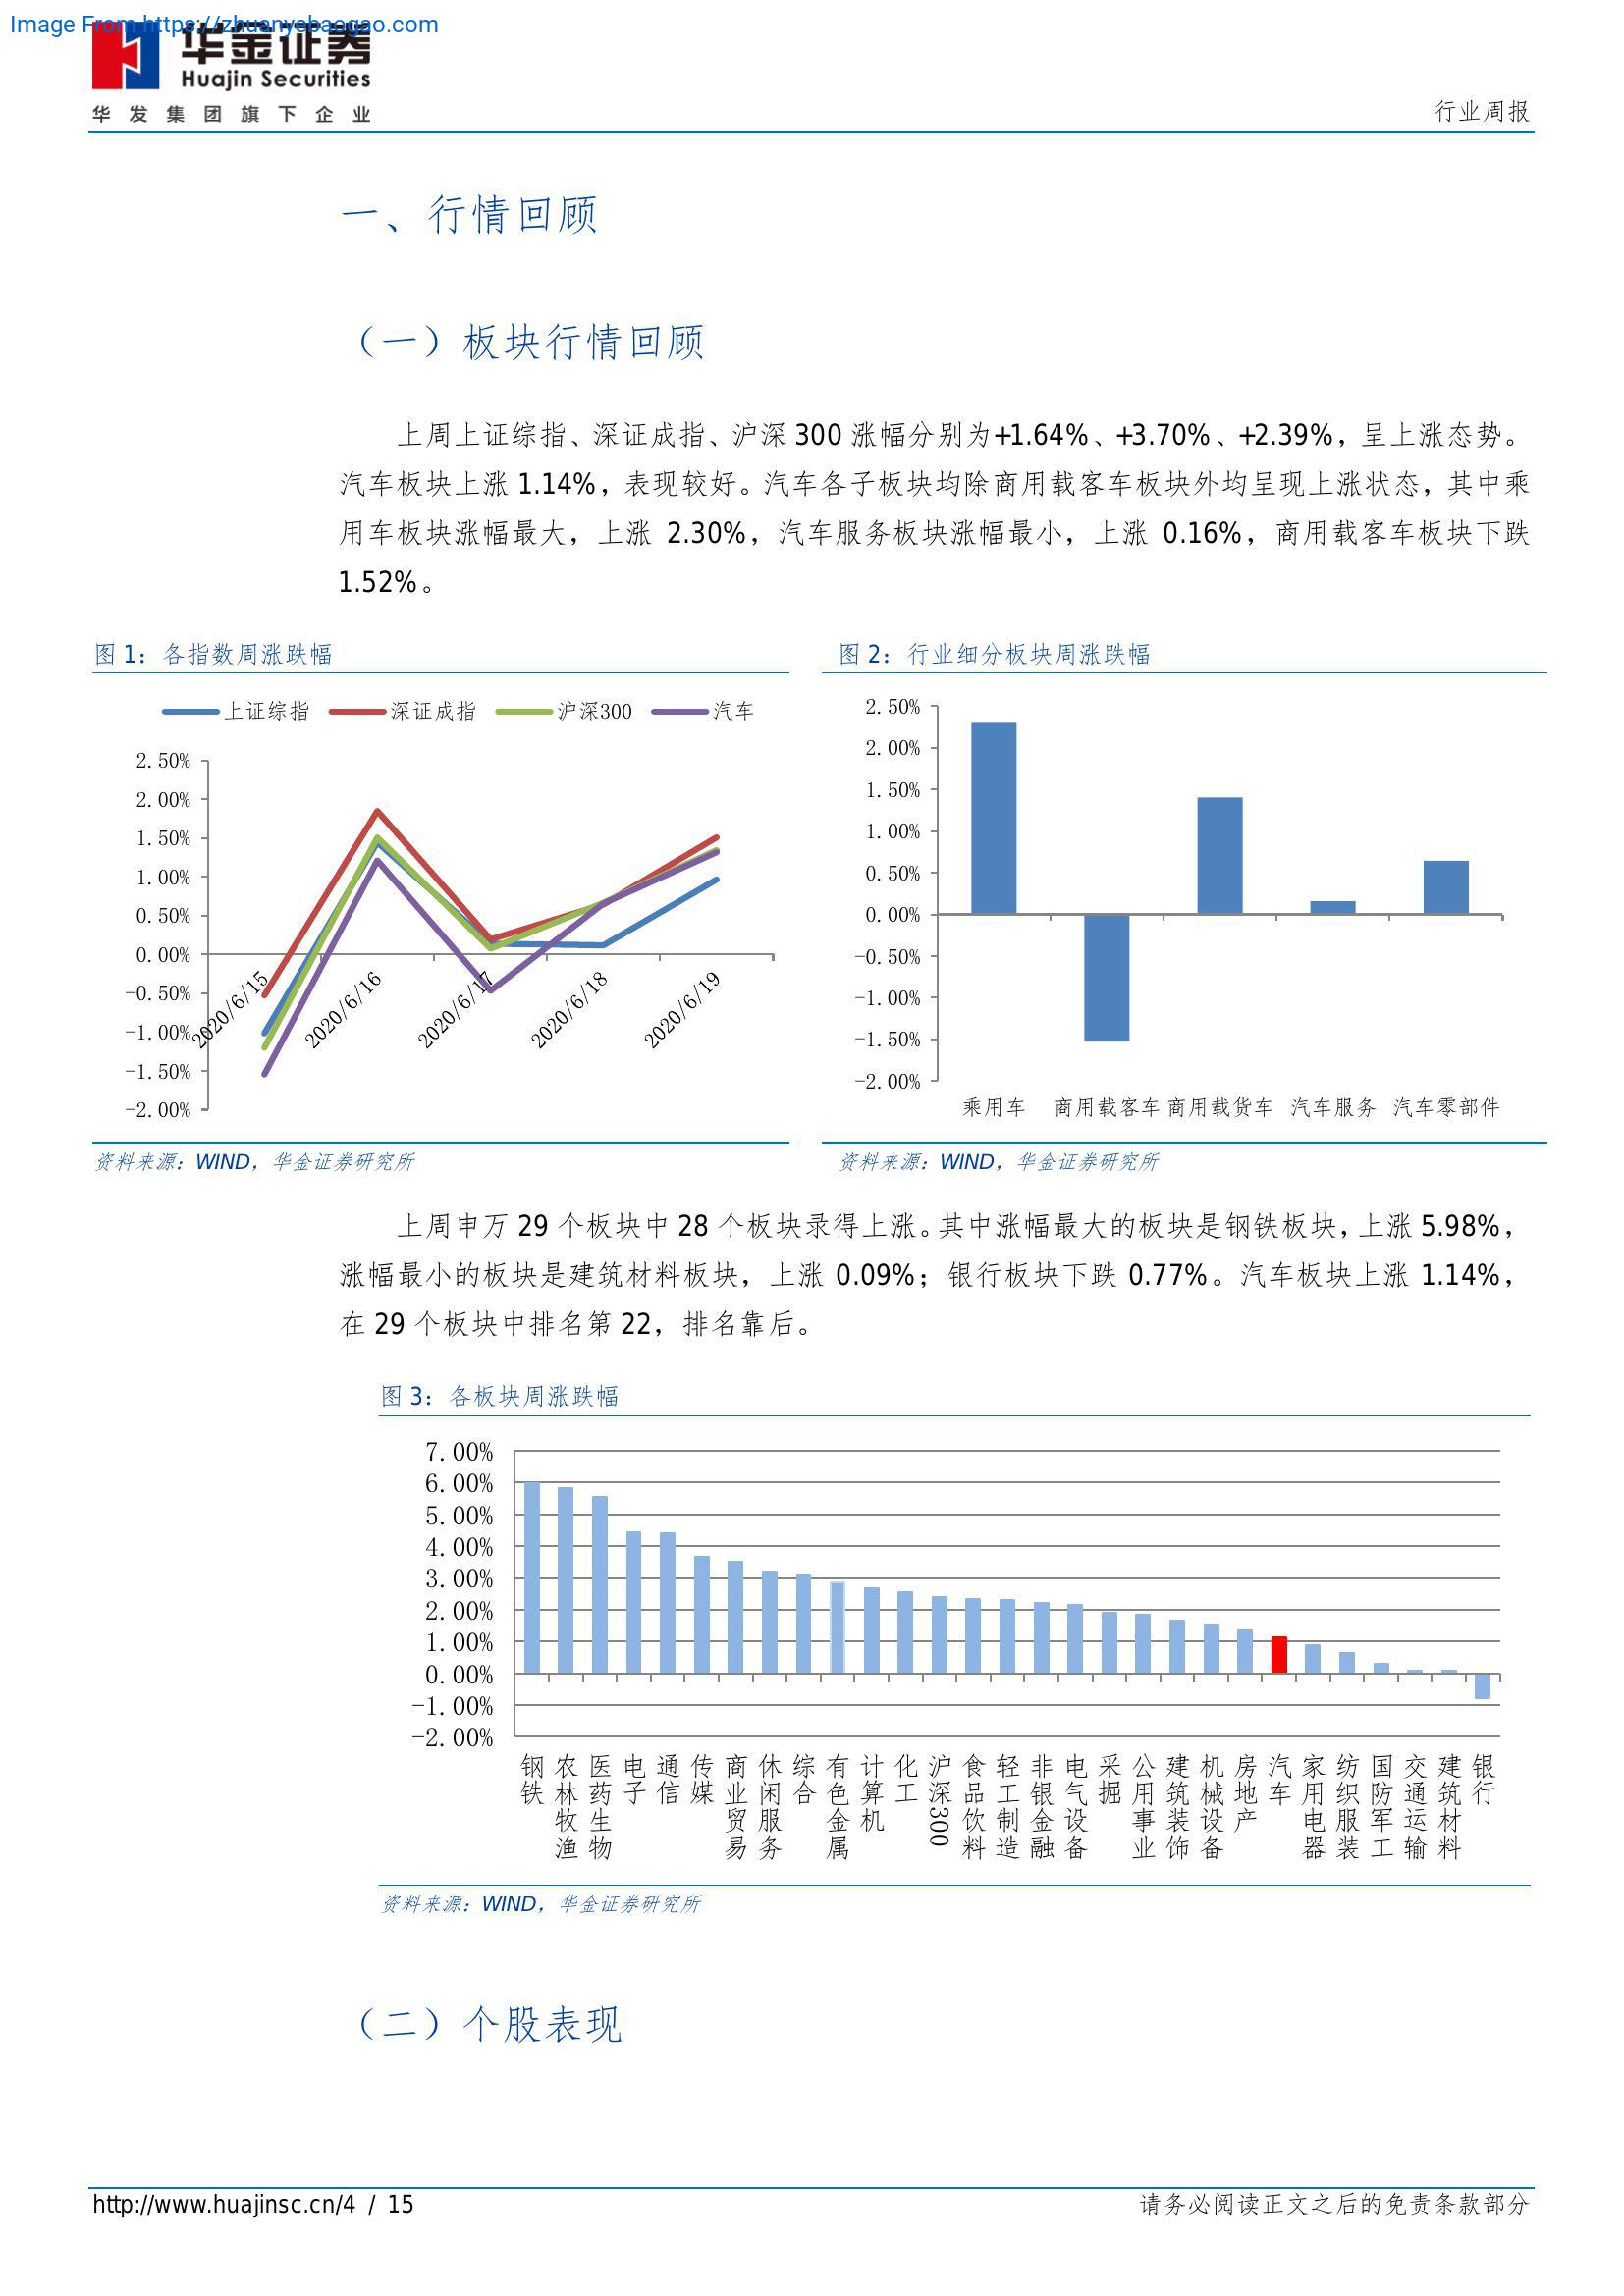 Image From https://zhuanyebaogao.com
华金证券
Huajin Securities
华发集团旗下企业
行业周报
一、行情回顾
（一）板块行情回顾
上周上证综指、深证成指、沪深 300 涨幅分别为+1.64%、+3.70%、+2.39%，呈上涨态势。
汽车板块上涨 1.14%，表现较好。汽车各子板块均除商用载客车板块外均呈现上涨状态，其中乘
用车板块涨幅最大，上涨 2.30%，汽车服务板块涨幅最小，上涨 0.16%，商用载客车板块下跌
1.52%。
图 1：各指数周涨跌幅
上证综指 深证成指 沪深300 汽车
2.50%
2.00%
1.50%
1.00%
0.50%
0.00%
-0.50%
-1.00%
-1.50%
-2.00%
2020/6/15 2020/6/16 2020/6/17 2020/6/18 2020/6/19
资料来源：WIND，华金证券研究所
图 2：行业细分板块周涨跌幅
2.50%
2.00%
1.50%
1.00%
0.50%
0.00%
-0.50%
-1.00%
-1.50%
-2.00%
乘用车 商用载客车 商用载货车 汽车服务 汽车零部件
资料来源：WIND，华金证券研究所
上周申万 29 个板块中 28 个板块录得上涨。其中涨幅最大的板块是钢铁板块，上涨 5.98%，
涨幅最小的板块是建筑材料板块，上涨 0.09%；银行板块下跌 0.77%。汽车板块上涨 1.14%，
在 29 个板块中排名第 22，排名靠后。
图 3：各板块周涨跌幅
7.00%
6.00%
5.00%
4.00%
3.00%
2.00%
1.00%
0.00%
-1.00%
-2.00%
钢铁 农林牧渔 医药生物 电子 通信 传媒 商业贸易 休闲服务 综合 有色金属 计算机 化工 沪深300 食品饮料 轻工制造 非银金融 电气设备 采掘 公用事业 建筑装饰 机械设备 房地产 汽车 家用电器 纺织服装 国防军工 交通运输 建筑材料 银行
资料来源：WIND，华金证券研究所
（二）个股表现
http://www.huajinsc.cn/4 / 15
请务必阅读正文之后的免责条款部分